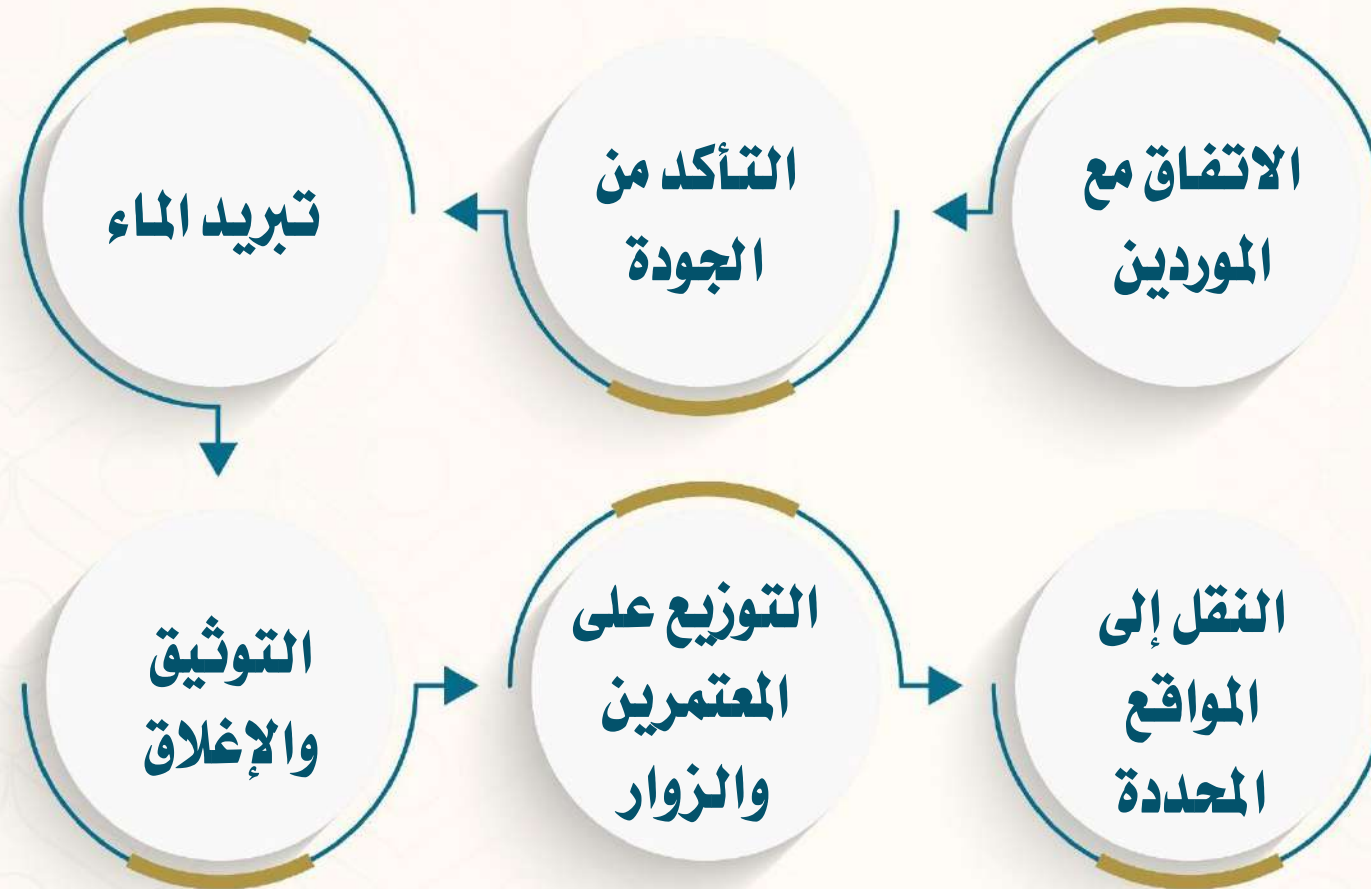 الاتفاق مع
الموردين
التأكد من
الجودة
تبريد الماء
التوثيق
والإغلاق
التوزيع على
المعتمرين
والزوار
النقل إلى
المواقع
المحددة